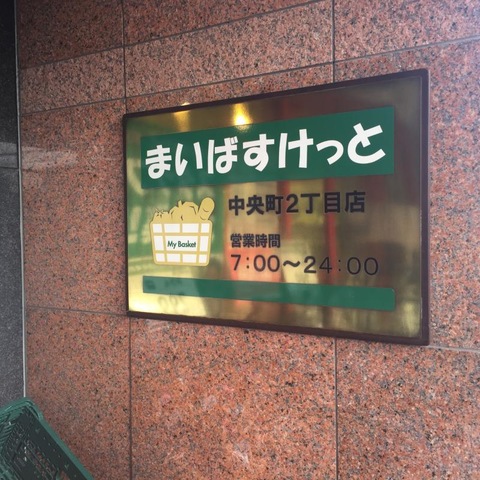 まいばすけっと
My Basket
中央町2丁目店
営業時間
7:00～24:00